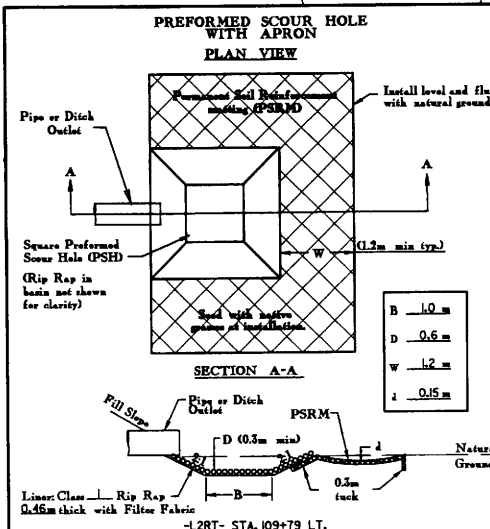 PREFORMED SCOUR HOLE
WITH APRON
PLAN VIEW
Permanent Soil Reinforcement
matting (PSRM)
Install level and flu
with natural ground
Pipe or Ditch
Outlet
A
A
Square Preformed
Scour Hole (PSH)
(Rip Rap in
basin not shown
for clarity)
W
(1.2m min typ.)
Seed with native
grasses at installation.
B 1.0 m
D 0.6 m
W 1.2 m
d 0.15 m
SECTION A-A
Fill Slope
Pipe or Ditch
Outlet
D (0.3m min)
PSRM
d
Natura
Groun
B
0.3m
tuck
Liner: Class I Rip Rap
0.46m thick with Filter Fabric
-L2RT- STA. 109+79 LT.